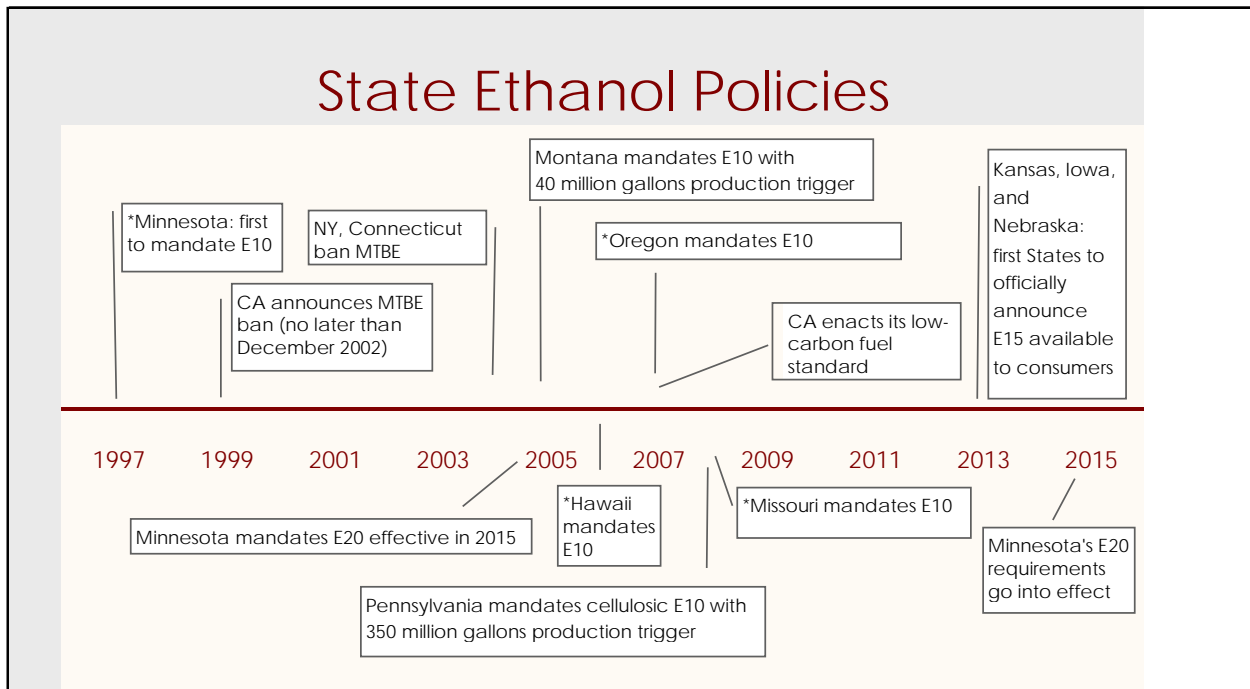 State Ethanol Policies
Montana mandates E10 with
40 million gallons production trigger
Kansas, Iowa,
and
Nebraska:
first States to
officially
announce
E15 available
to consumers
*Minnesota: first
to mandate E10
NY, Connecticut
ban MTBE
*Oregon mandates E10
CA announces MTBE
ban (no later than
December 2002)
CA enacts its low-
carbon fuel
standard
1997 1999 2001 2003 2005 2007 2009 2011 2013 2015
Minnesota mandates E20 effective in 2015
*Hawaii
mandates
E10
*Missouri mandates E10
Minnesota's E20
requirements
go into effect
Pennsylvania mandates cellulosic E10 with
350 million gallons production trigger